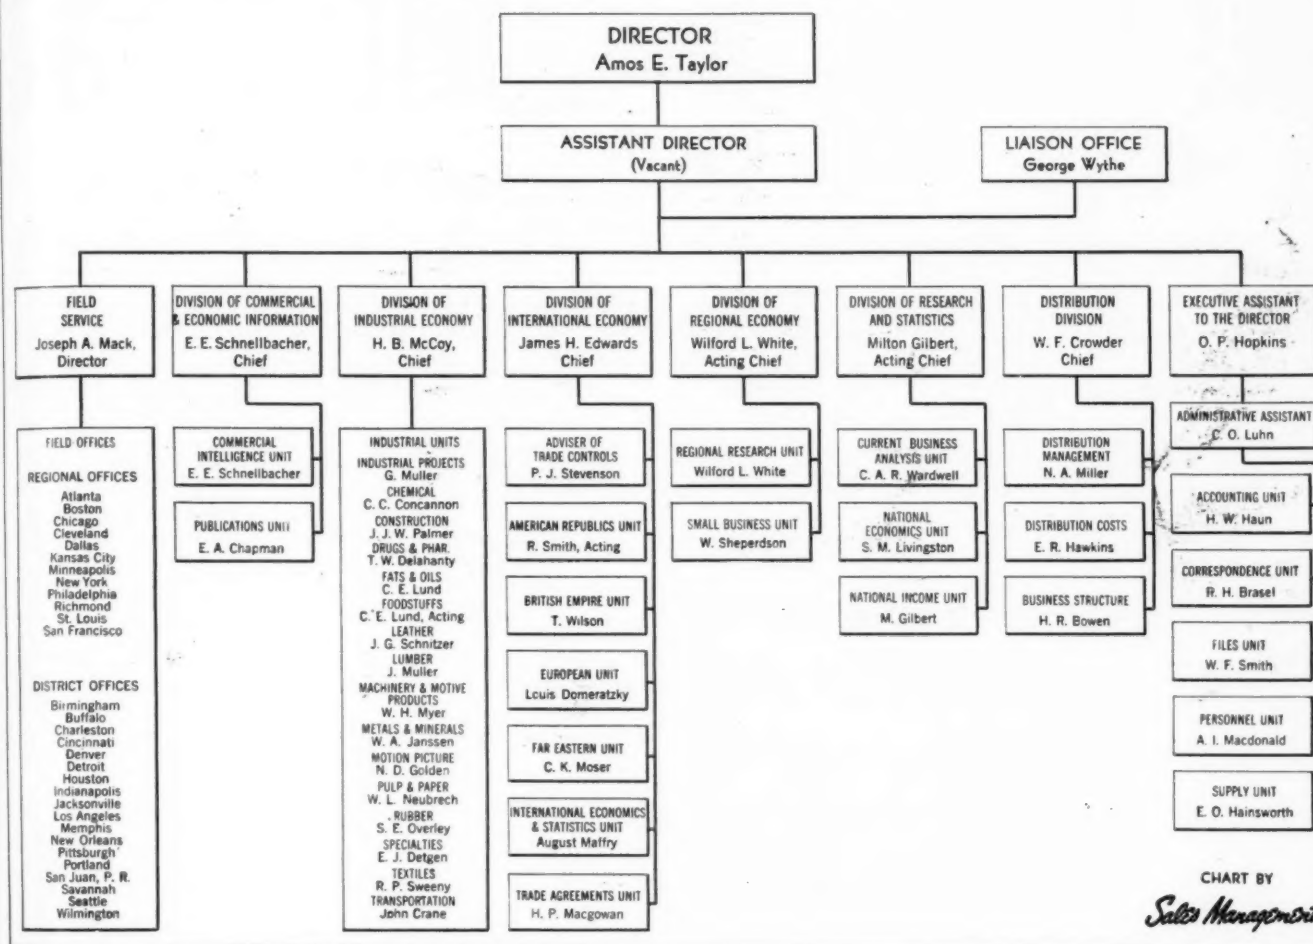 DIRECTOR
Amos E. Taylor
ASSISTANT DIRECTOR
(Vacant)
LIAISON OFFICE
George Wythe
FIELD
SERVICE
Joseph A. Mack,
Director
DIVISION OF COMMERCIAL
& ECONOMIC INFORMATION
E. E. Schnellbacher,
Chief
DIVISION OF
INDUSTRIAL ECONOMY
H. B. McCoy,
Chief
DIVISION OF
INTERNATIONAL ECONOMY
James H. Edwards
Chief
DIVISION OF
REGIONAL ECONOMY
Wilford L. White,
Acting Chief
DIVISION OF RESEARCH
AND STATISTICS
Milton Gilbert,
Acting Chief
DISTRIBUTION
DIVISION
W. F. Crowder
Chief
EXECUTIVE ASSISTANT
TO THE DIRECTOR
O. P. Hopkins
FIELD OFFICES
REGIONAL OFFICES
Atlanta
Boston
Chicago
Cleveland
Dallas
Kansas City
Minneapolis
New York
Philadelphia
Richmond
St. Louis
San Francisco
DISTRICT OFFICES
Birmingham
Buffalo
Charleston
Cincinnati
Denver
Detroit
Houston
Indianapolis
Jacksonville
Los Angeles
Memphis
New Orleans
Pittsburgh
Portland
San Juan, P. R.
Savannah
Seattle
Wilmington
COMMERCIAL
INTELLIGENCE UNIT
E. E. Schnellbacher
PUBLICATIONS UNIT
E. A. Chapman
INDUSTRIAL UNITS
INDUSTRIAL PROJECTS
G. Muller
CHEMICAL
C. C. Concannon
CONSTRUCTION
J. J. W. Palmer
DRUGS & PHAR.
T. W. Delahanty
FATS & OILS
C. E. Lund
FOODSTUFFS
C. E. Lund, Acting
LEATHER
J. G. Schnitzer
LUMBER
J. Muller
MACHINERY & MOTIVE
PRODUCTS
W. H. Myer
METALS & MINERALS
W. A. Janssen
MOTION PICTURE
N. D. Golden
PULP & PAPER
W. L. Neubrech
RUBBER
S. E. Overley
SPECIALTIES
E. J. Detgen
TEXTILES
R. P. Sweeny
TRANSPORTATION
John Crane
ADVISER OF
TRADE CONTROLS
P. J. Stevenson
AMERICAN REPUBLICS UNIT
R. Smith, Acting
BRITISH EMPIRE UNIT
T. Wilson
EUROPEAN UNIT
Louis Domeratzky
FAR EASTERN UNIT
C. K. Moser
INTERNATIONAL ECONOMICS
& STATISTICS UNIT
August Maffry
TRADE AGREEMENTS UNIT
H. P. Macgowan
REGIONAL RESEARCH UNIT
Wilford L. White
SMALL BUSINESS UNIT
W. Sheperdson
CURRENT BUSINESS
ANALYSIS UNIT
C. A. R. Wardwell
NATIONAL
ECONOMICS UNIT
S. M. Livingston
NATIONAL INCOME UNIT
M. Gilbert
DISTRIBUTION
MANAGEMENT
N. A. Miller
DISTRIBUTION COSTS
E. R. Hawkins
BUSINESS STRUCTURE
H. R. Bowen
ADMINISTRATIVE ASSISTANT
C. O. Luhn
ACCOUNTING UNIT
H. W. Haun
CORRESPONDENCE UNIT
R. H. Brasel
FILES UNIT
W. F. Smith
PERSONNEL UNIT
A. I. Macdonald
SUPPLY UNIT
E. O. Hainsworth
CHART BY
Sales Management